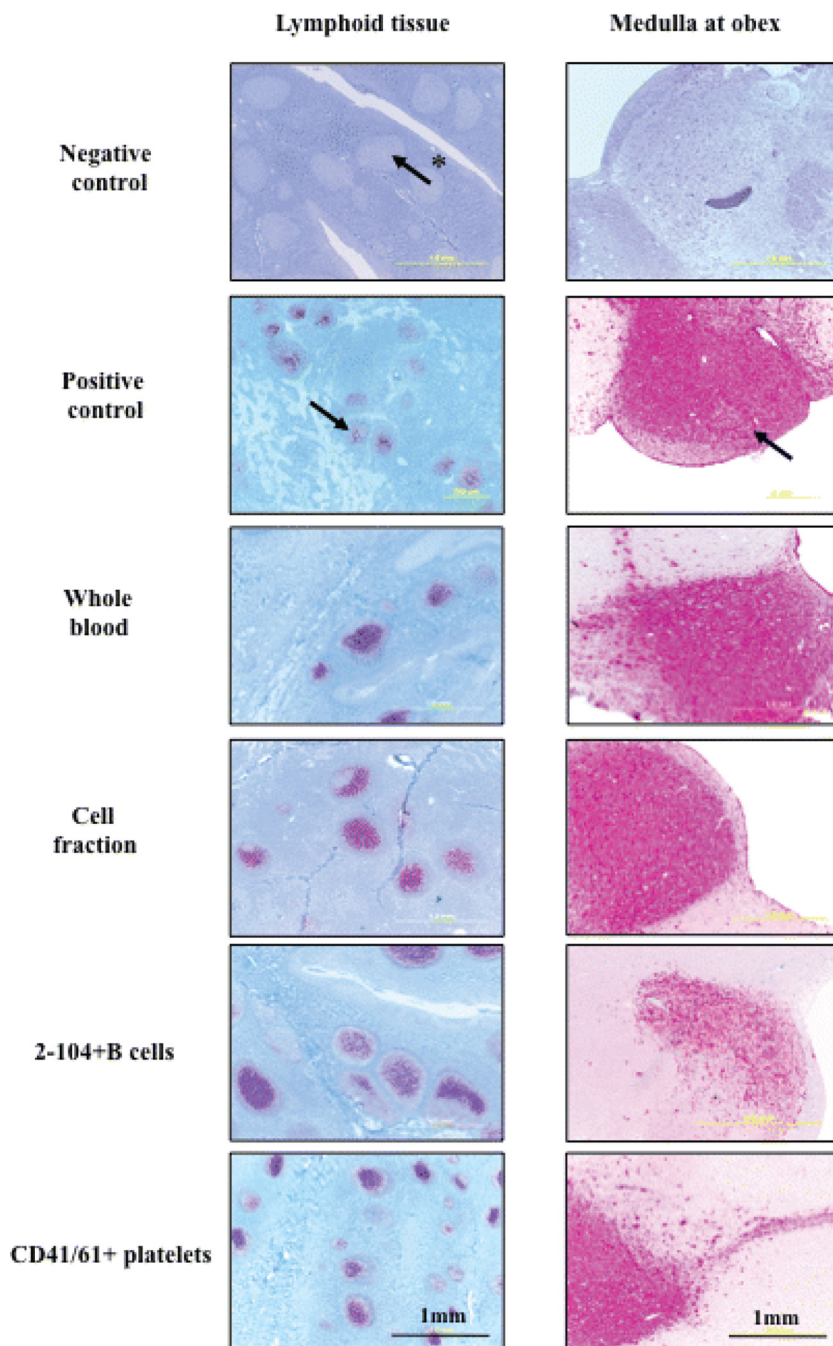 Lymphoid tissue
Medulla at obex
Negative
control
*
Positive
control
Whole
blood
Cell
fraction
2-104+B cells
CD41/61+ platelets
1mm
1mm